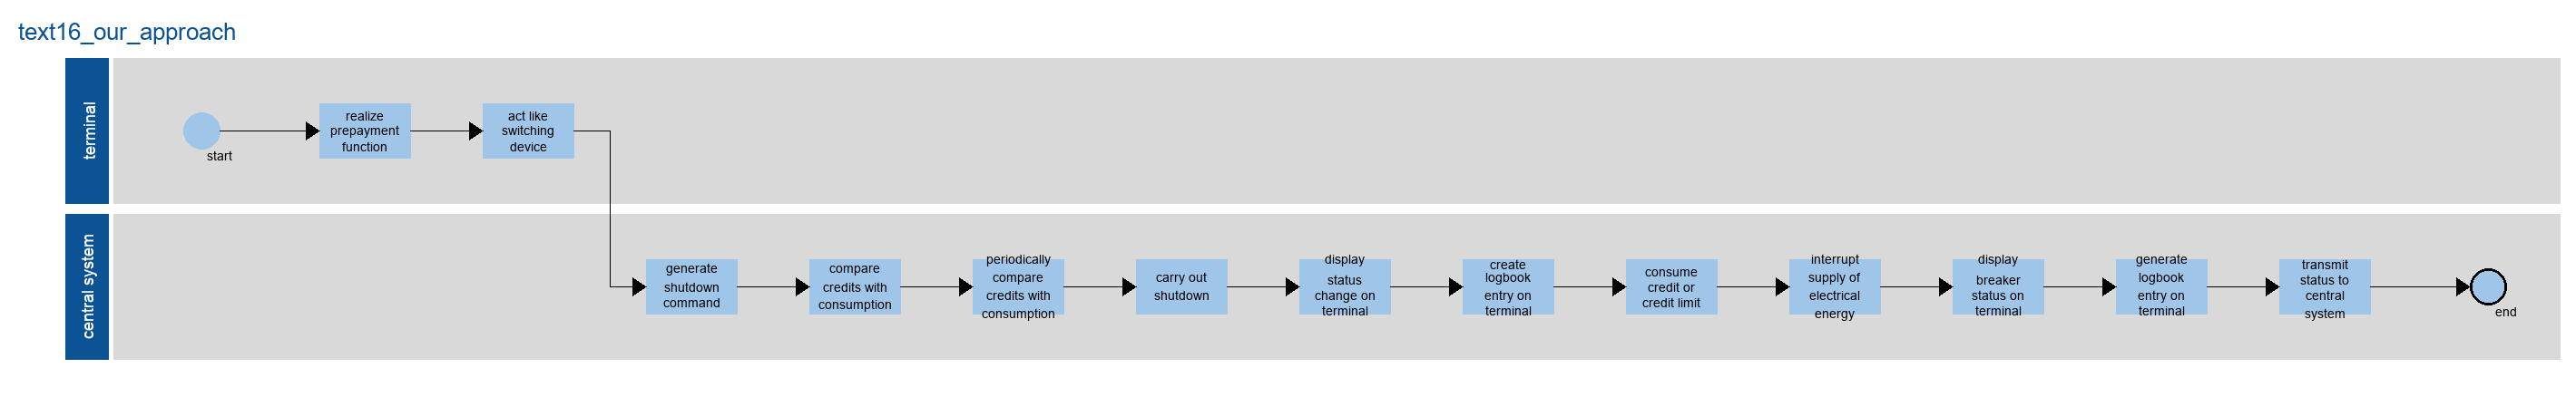 text16_our_approach
terminal
start
realize
prepayment
function
act like
switching
device
central system
generate
shutdown
command
compare
credits with
consumption
periodically
compare
credits with
consumption
carry out
shutdown
display
status
change on
terminal
create
logbook
entry on
terminal
consume
credit or
credit limit
interrupt
supply of
electrical
energy
display
breaker
status on
terminal
generate
logbook
entry on
terminal
transmit
status to
central
system
end